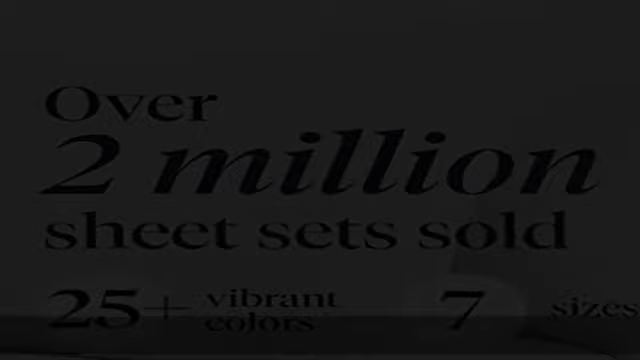 Over
2 million
sheet sets sold
25+ vibrant colors
7 sizes